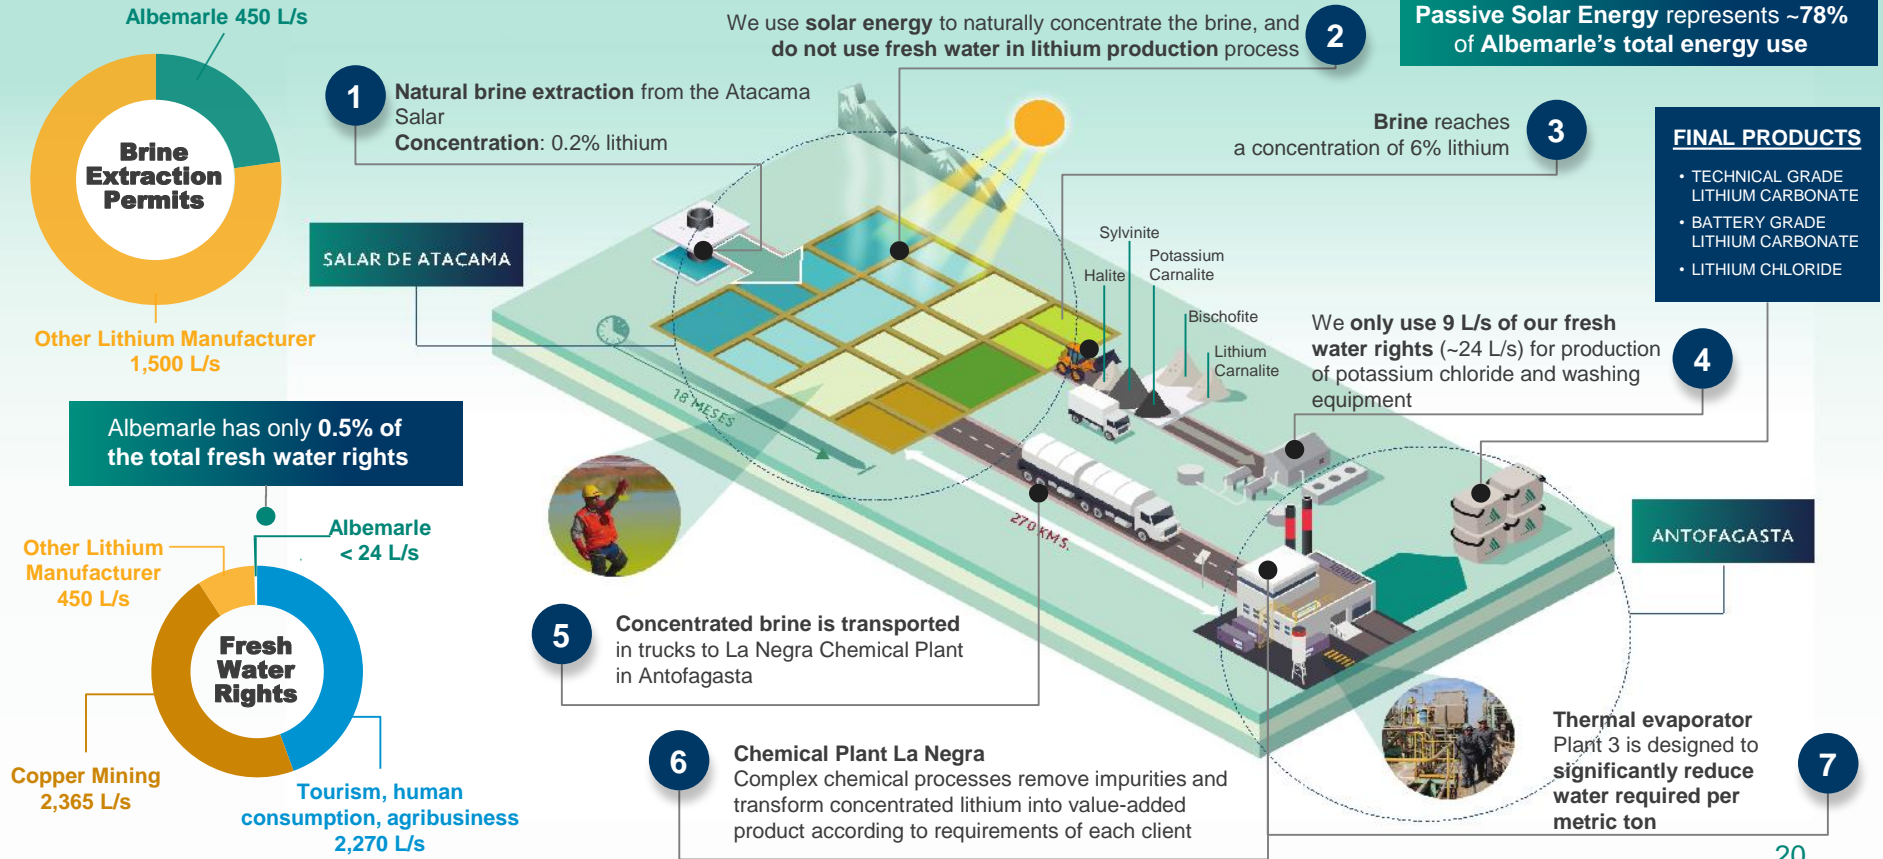 Albemarle 450 L/s
Brine
Extraction
Permits
Other Lithium Manufacturer
1,500 L/s
Albemarle has only 0.5% of
the total fresh water rights
Albemarle
< 24 L/s
Other Lithium
Manufacturer
450 L/s
Fresh
Water
Rights
Copper Mining
2,365 L/s
Tourism, human
consumption, agribusiness
2,270 L/s
1
Natural brine extraction from the Atacama
Salar
Concentration: 0.2% lithium
We use solar energy to naturally concentrate the brine, and
do not use fresh water in lithium production process
2
Passive Solar Energy represents ~78%
of Albemarle's total energy use
Brine reaches
a concentration of 6% lithium
3
FINAL PRODUCTS
• TECHNICAL GRADE
LITHIUM CARBONATE
• BATTERY GRADE
LITHIUM CARBONATE
• LITHIUM CHLORIDE
SALAR DE ATACAMA
Sylvinite
Potassium
Carnalite
Halite
Bischofite
Lithium
Carnalite
We only use 9 L/s of our fresh
water rights (~24 L/s) for production
of potassium chloride and washing
equipment
4
18 MESES
270 KMS.
ANTOFAGASTA
5
Concentrated brine is transported
in trucks to La Negra Chemical Plant
in Antofagasta
6
Chemical Plant La Negra
Complex chemical processes remove impurities and
transform concentrated lithium into value-added
product according to requirements of each client
Thermal evaporator
Plant 3 is designed to
significantly reduce
water required per
metric ton
7
20